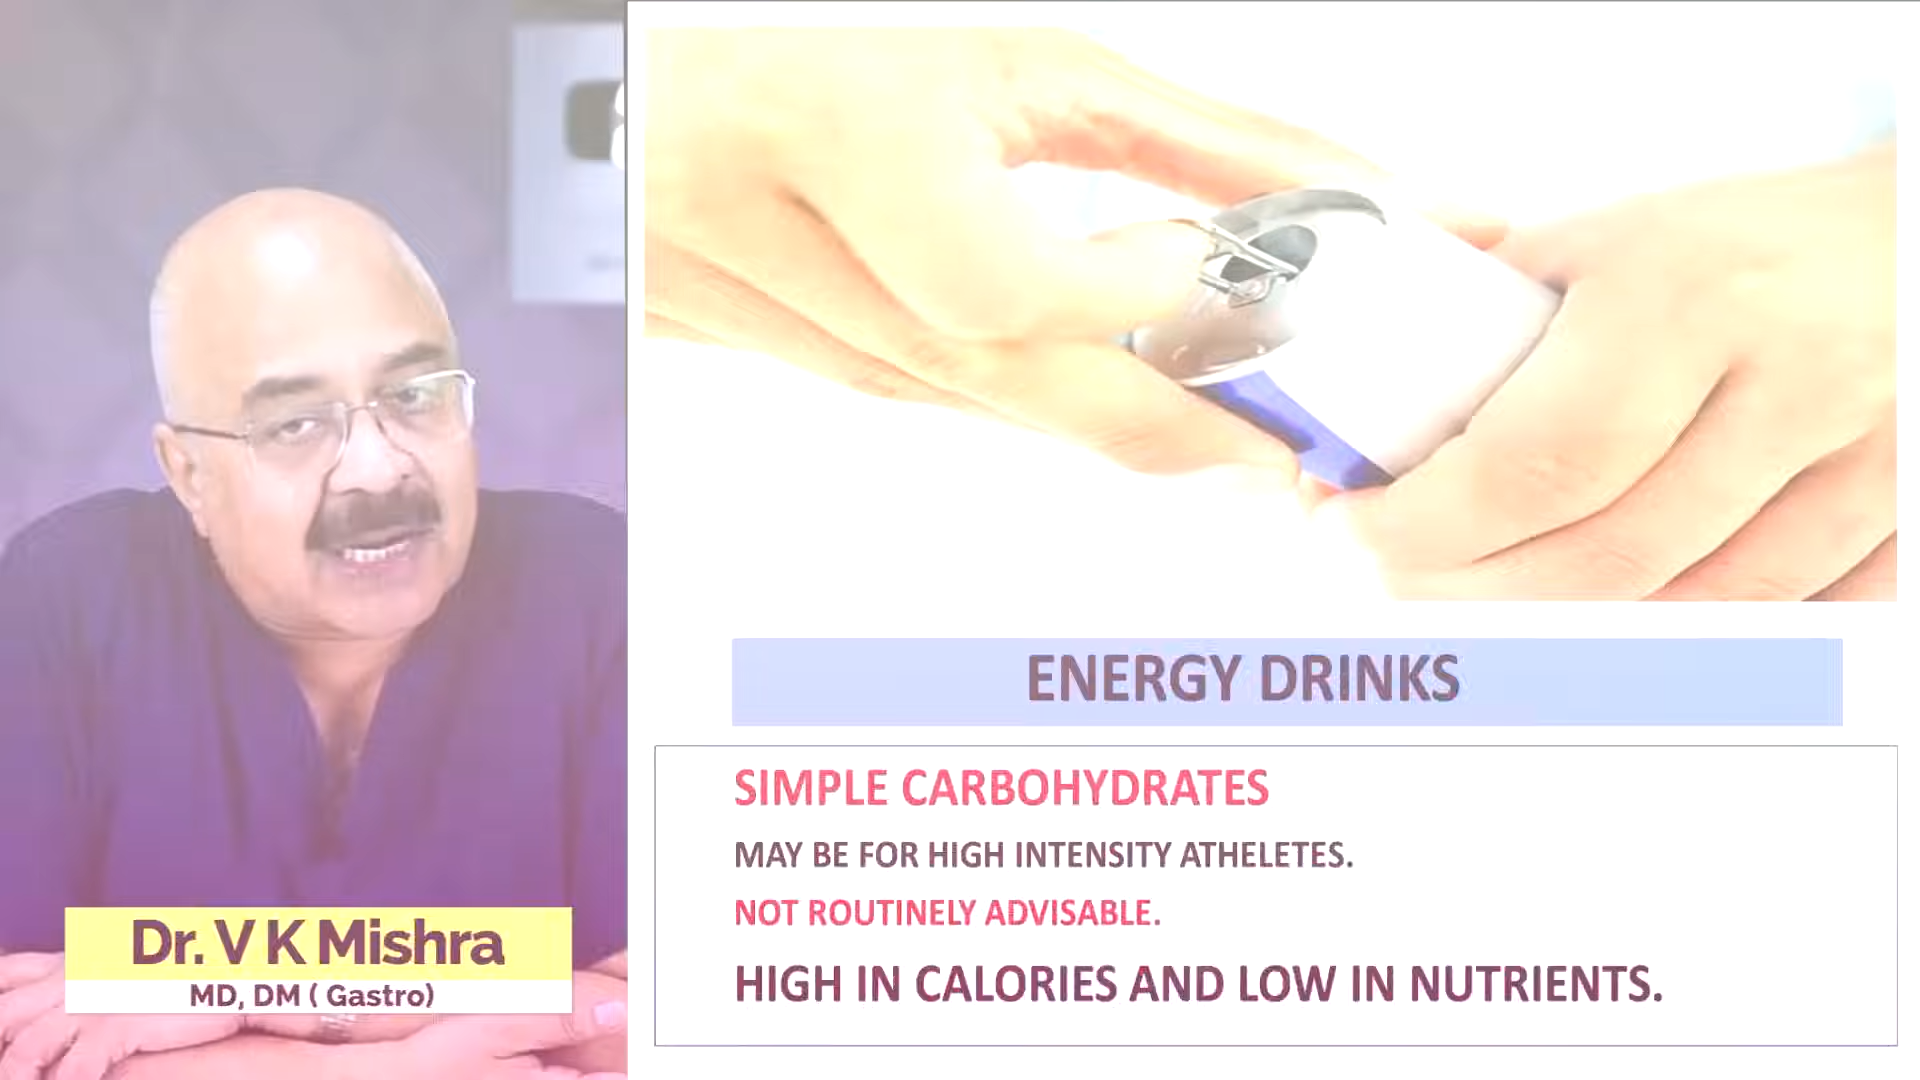 ENERGY DRINKS
SIMPLE CARBOHYDRATES
MAY BE FOR HIGH INTENSITY ATHELETES.
NOT ROUTINELY ADVISABLE.
HIGH IN CALORIES AND LOW IN NUTRIENTS.
Dr. V K Mishra
MD, DM ( Gastro)